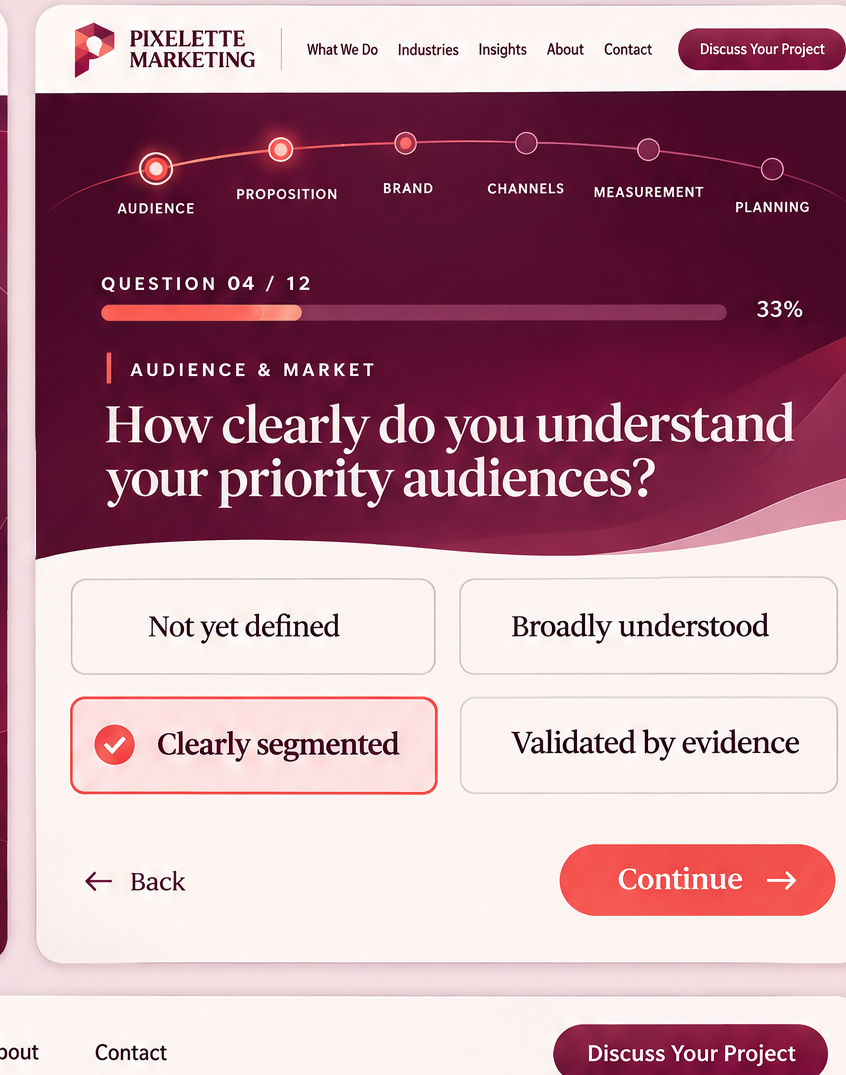 PIXELETTE
MARKETING
What We Do Industries Insights About Contact Discuss Your Project
AUDIENCE PROPOSITION BRAND CHANNELS MEASUREMENT PLANNING
QUESTION 04 / 12
33%
AUDIENCE & MARKET
How clearly do you understand
your priority audiences?
Not yet defined
Broadly understood
Clearly segmented
Validated by evidence
← Back
Continue →
Contact
Discuss Your Project